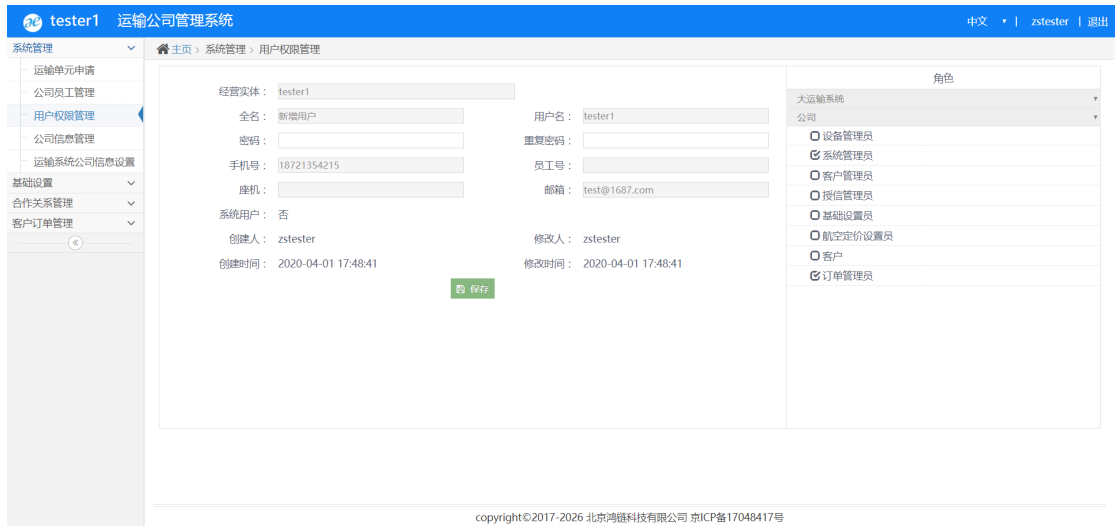 tester1 运输公司管理系统 中文 | zstester | 退出
系统管理
运输单元申请
公司员工管理
用户权限管理
公司信息管理
运输系统公司信息设置
基础设置
合作关系管理
客户订单管理
主页 > 系统管理 > 用户权限管理
经营实体： tester1
全名： 新增用户 用户名： tester1
密码： 重复密码：
手机号： 18721354215 员工号：
座机： 邮箱： test@1687.com
系统用户： 否
创建人： zstester 修改人： zstester
创建时间： 2020-04-01 17:48:41 修改时间： 2020-04-01 17:48:41
保存
角色
大运输系统
公司
设备管理员
系统管理员
客户管理员
授信管理员
基础设置员
航空定价设置员
客户
订单管理员
copyright©2017-2026 北京鸿链科技有限公司 京ICP备17048417号